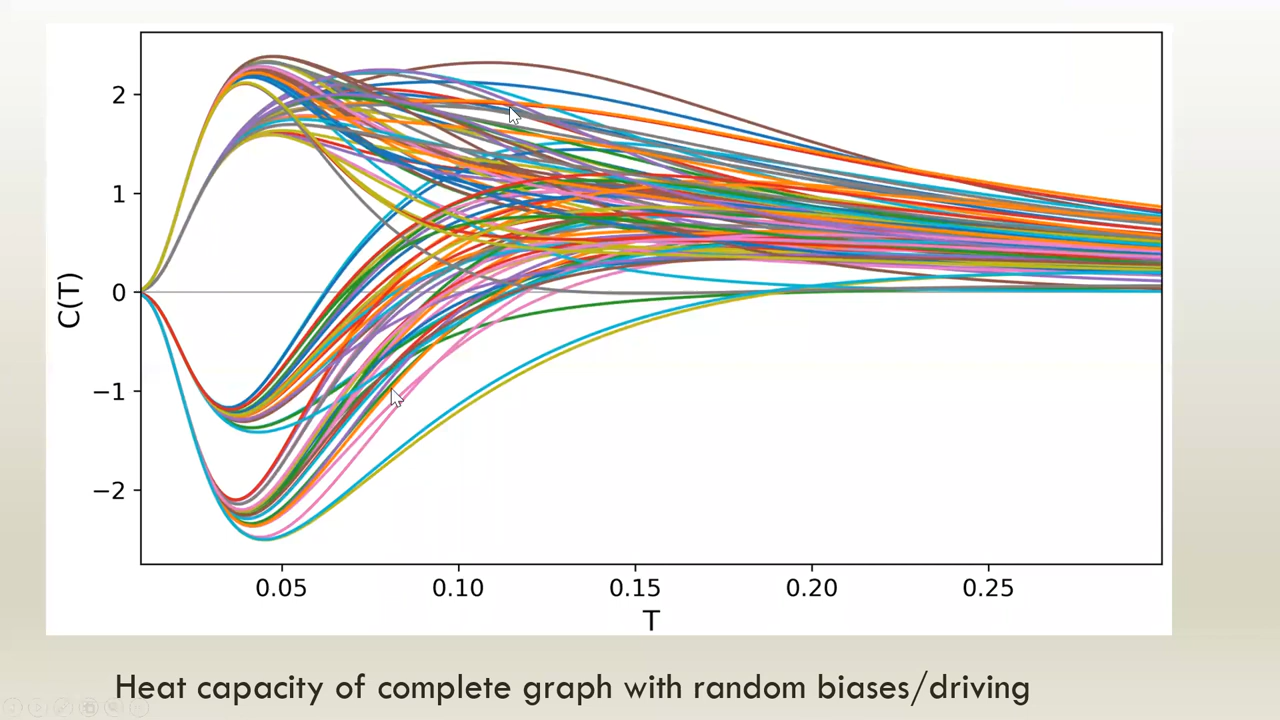 2
1
0
−1
−2
C(T)
0.05 0.10 0.15 0.20 0.25
T
Heat capacity of complete graph with random biases/driving